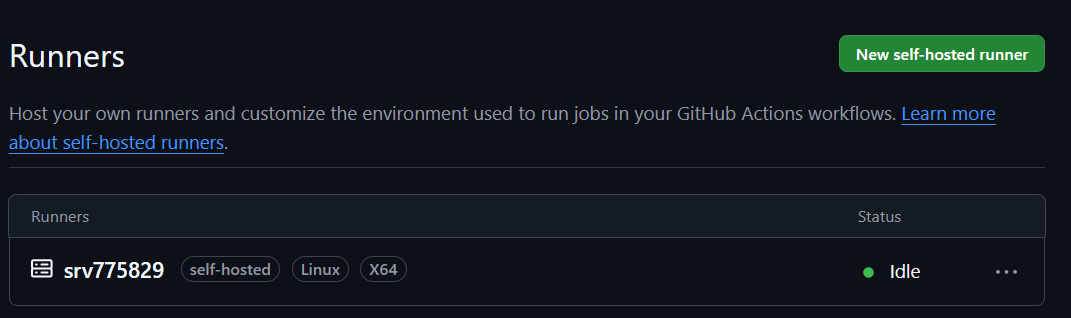 Runners
New self-hosted runner
Host your own runners and customize the environment used to run jobs in your GitHub Actions workflows. Learn more
about self-hosted runners.
Runners Status
srv775829 self-hosted Linux X64 Idle